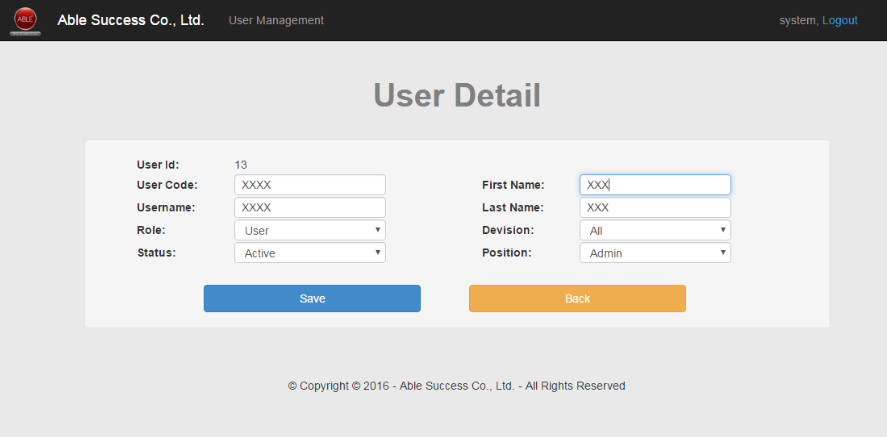 ABLE
Able Success Co., Ltd. User Management system, Logout
User Detail
User Id: 13
User Code: XXXX First Name: XXX
Username: XXXX Last Name: XXX
Role: User Devision: All
Status: Active Position: Admin
Save Back
© Copyright © 2016 - Able Success Co., Ltd. - All Rights Reserved